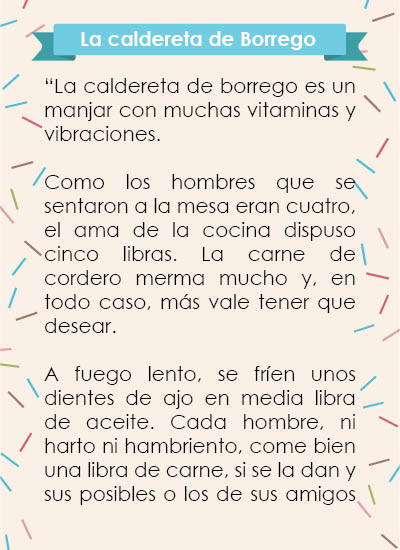 La caldereta de Borrego
“La caldereta de borrego es un
manjar con muchas vitaminas y
vibraciones.
Como los hombres que se
sentaron a la mesa eran cuatro,
el ama de la cocina dispuso
cinco libras. La carne de
cordero merma mucho y, en
todo caso, más vale tener que
desear.
A fuego lento, se fríen unos
dientes de ajo en media libra
de aceite. Cada hombre, ni
harto ni hambriento, come bien
una libra de carne, si se la dan y
sus posibles o los de sus amigos